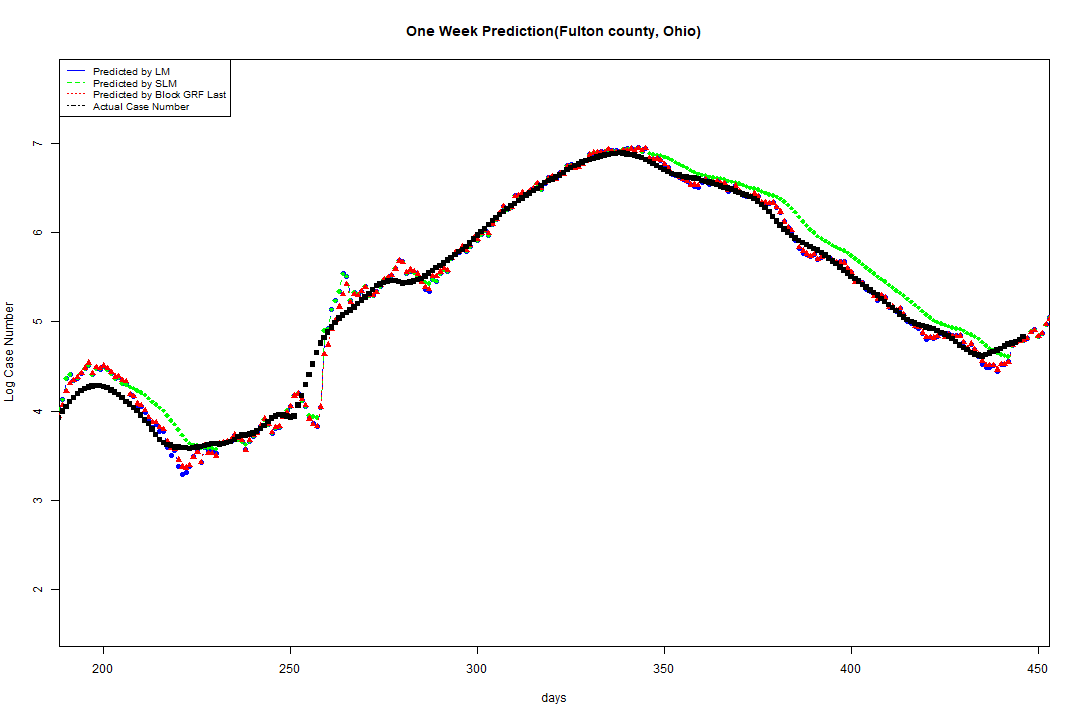 One Week Prediction(Fulton county, Ohio)
Predicted by LM
Predicted by SLM
Predicted by Block GRF Last
Actual Case Number
Log Case Number
7
6
5
4
3
2
200 250 300 350 400 450
days